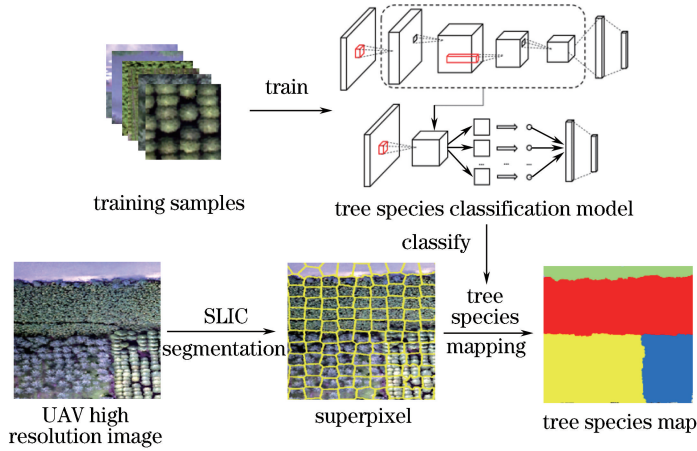 train
training samples
tree species classification model
classify
SLIC
segmentation
tree
species
mapping
UAV high
resolution image
superpixel
tree species map
...
...
...